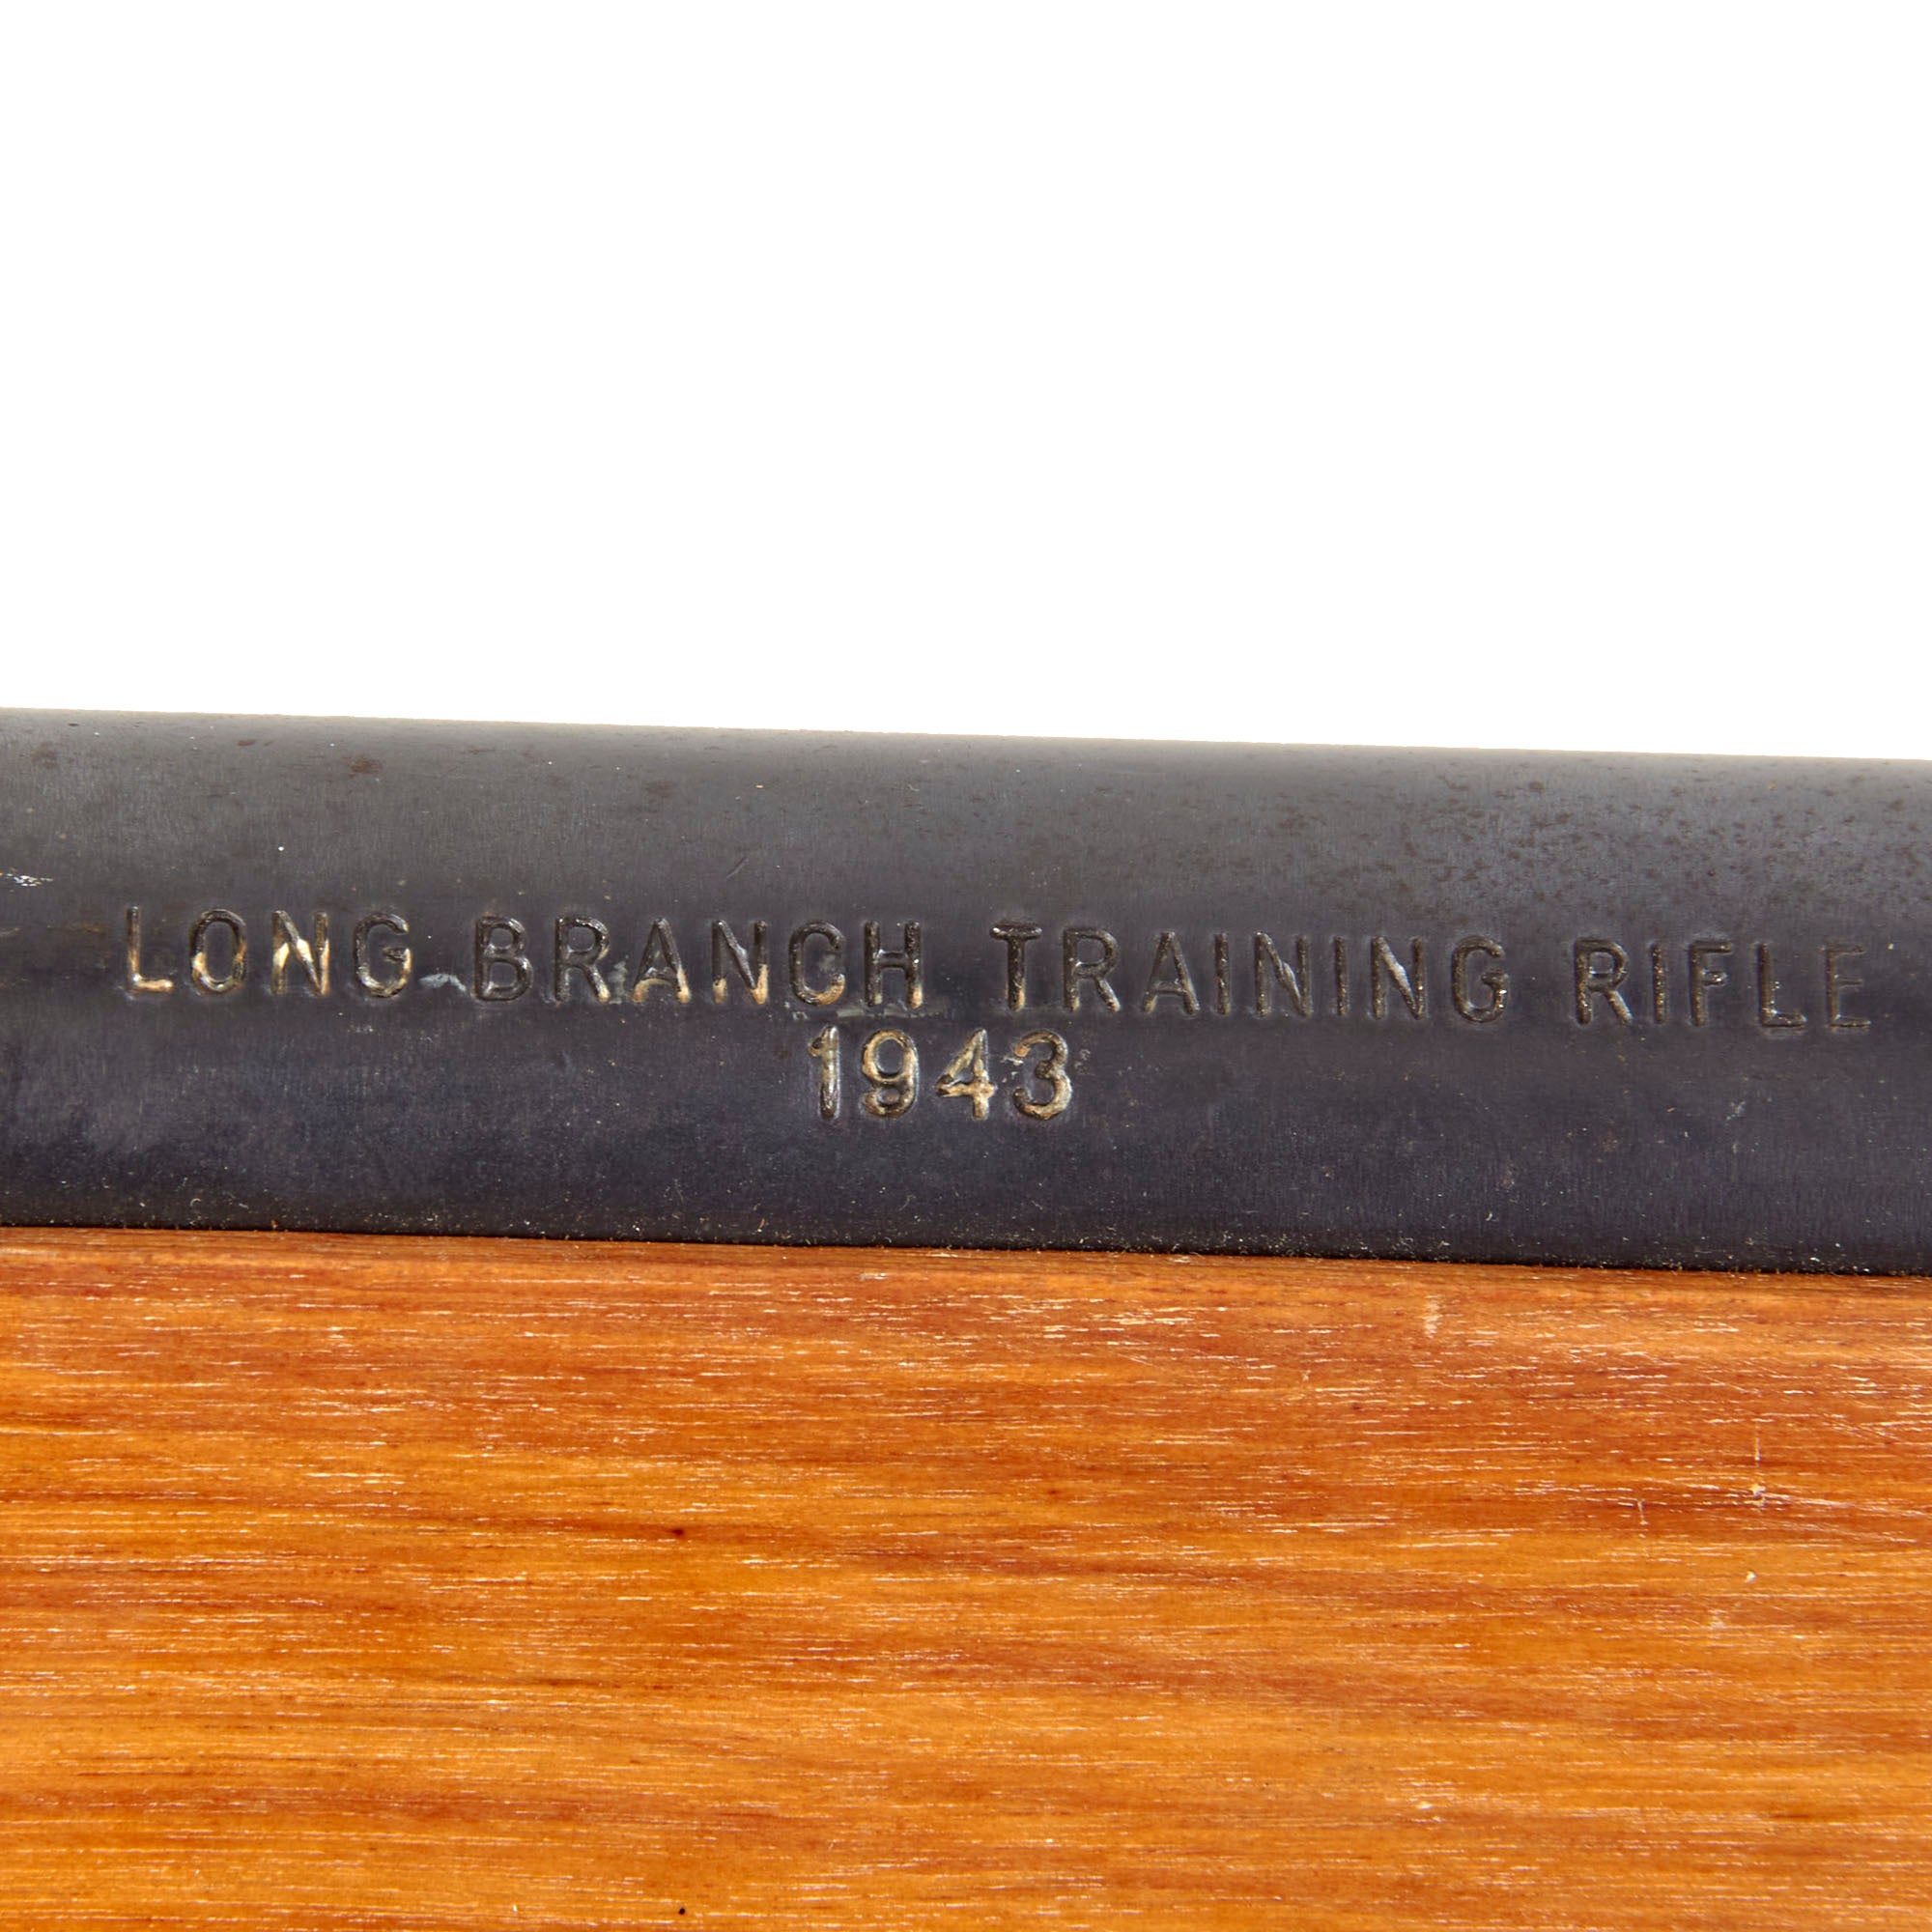 LONG BRANCH TRAINING RIFLE
1943